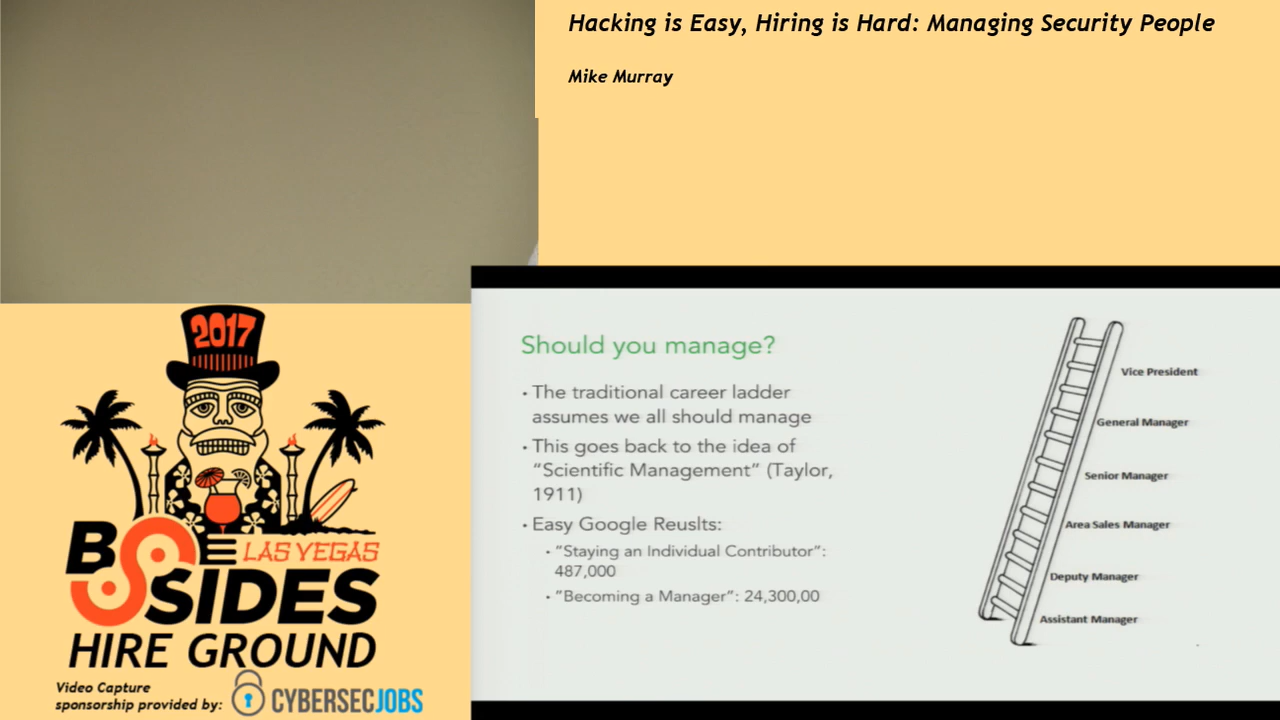 Hacking is Easy, Hiring is Hard: Managing Security People
Mike Murray
2017
BSIDES
LAS VEGAS
HIRE GROUND
Video Capture
sponsorship provided by:
CYBERSECJOBS
Should you manage?
• The traditional career ladder
assumes we all should manage
• This goes back to the idea of
“Scientific Management” (Taylor,
1911)
• Easy Google Reuslts:
• “Staying an Individual Contributor”:
487,000
• “Becoming a Manager”: 24,300,00
Vice President
General Manager
Senior Manager
Area Sales Manager
Deputy Manager
Assistant Manager